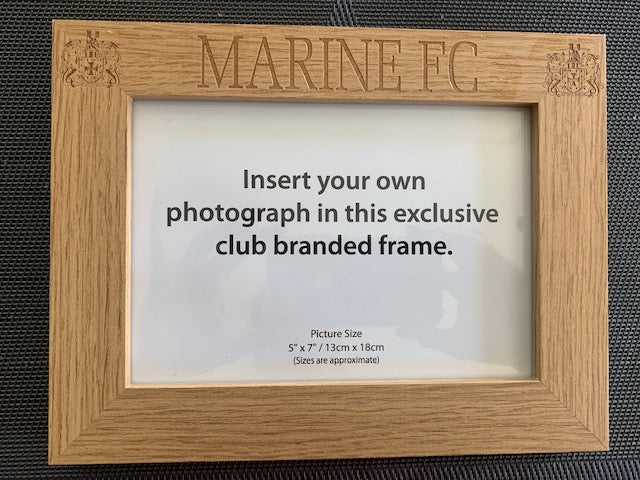 MARINE FC
Insert your own
photograph in this exclusive
club branded frame.
Picture Size
5" x 7" / 13cm x 18cm
(Sizes are approximate)